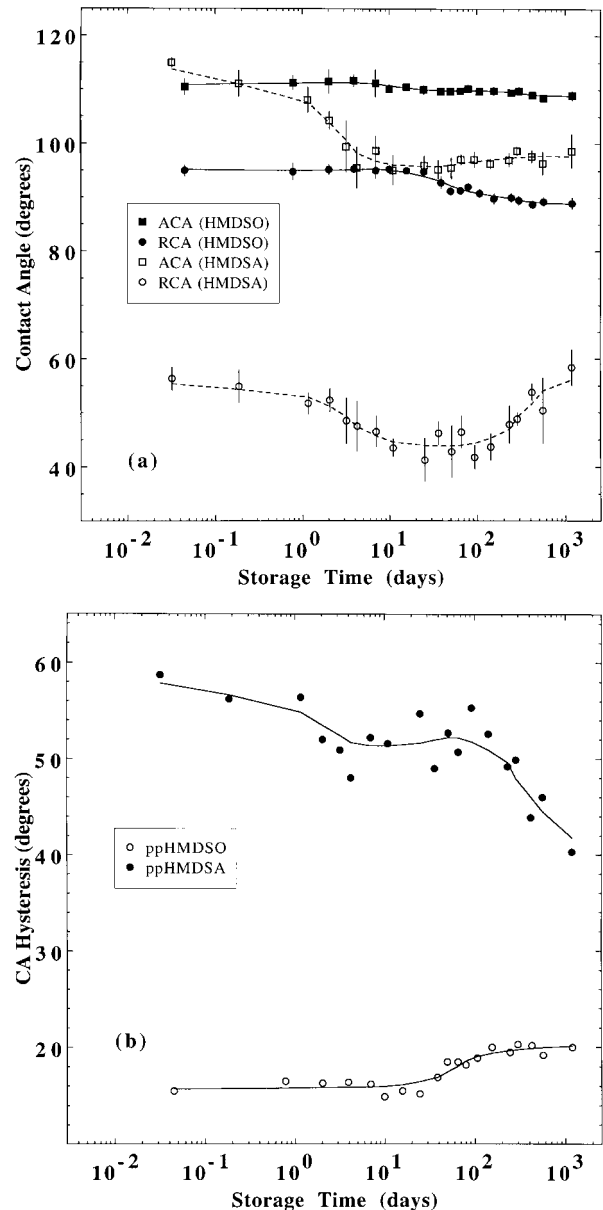 120
100
80
60
40
Contact Angle (degrees)
ACA (HMDSO)
RCA (HMDSO)
ACA (HMDSA)
RCA (HMDSA)
(a)
10⁻² 10⁻¹ 10⁰ 10¹ 10² 10³
Storage Time (days)
60
50
40
30
20
CA Hysteresis (degrees)
ppHMDSO
ppHMDSA
(b)
10⁻² 10⁻¹ 10⁰ 10¹ 10² 10³
Storage Time (days)